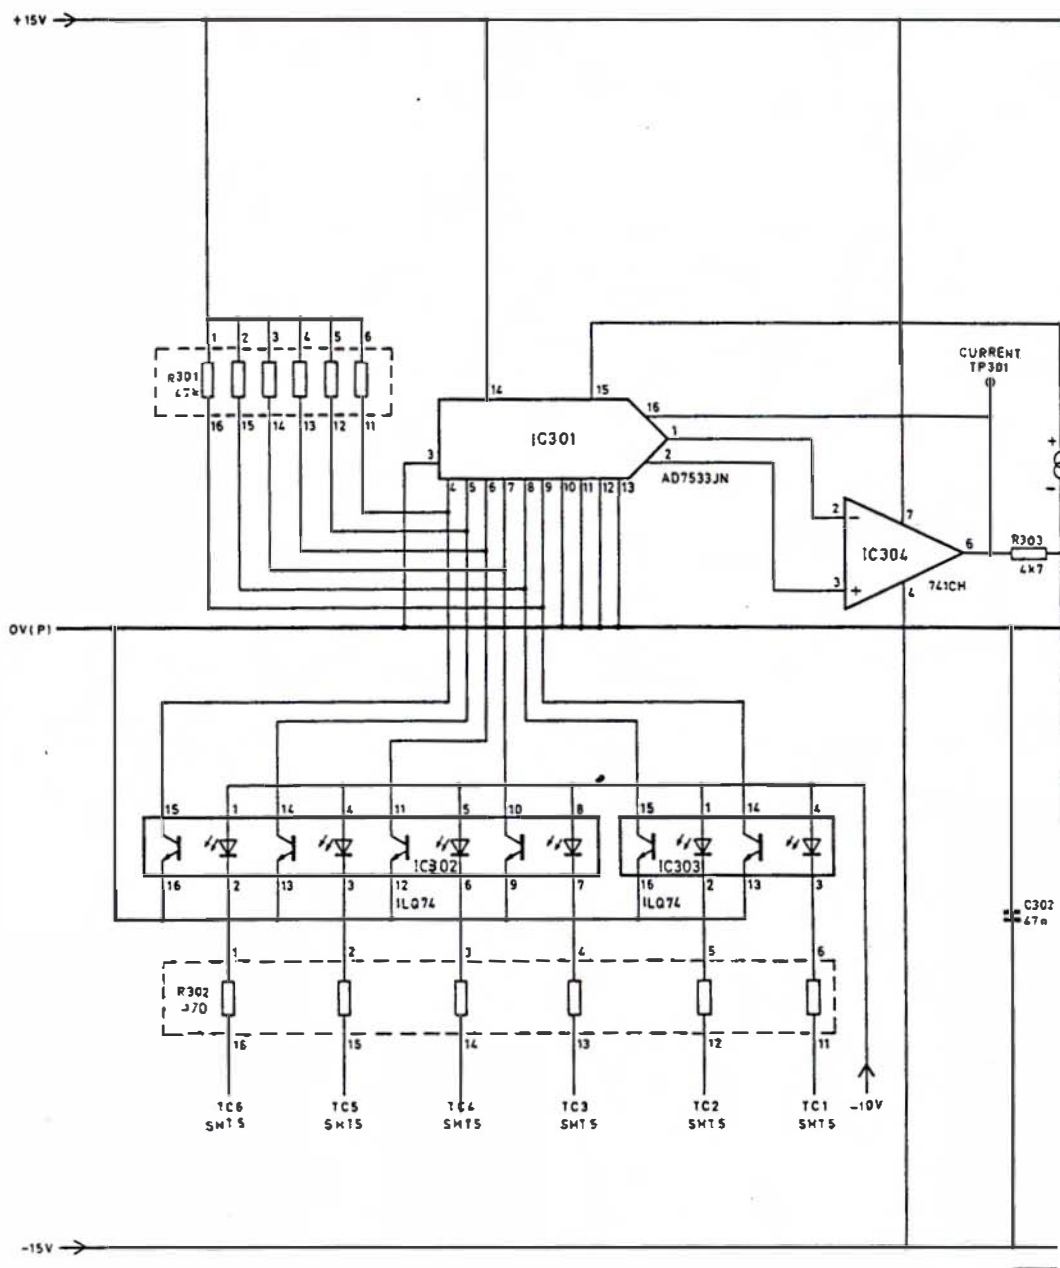 +15V
1 2 3 4 5 6
R301
47k
16 15 14 13 12 11
14 15
CURRENT
TP301
16
IC301
1
3
2
AD7533JN
4 5 6 7 8 9 10 11 12 13
+
-
2
-
7
IC304
6
R303
4k7
3
+
4
741CH
0V(P)
15 1 14 4 11 5 10 8 15 1 14 4
IC302
IC303
16 2 13 3 12 6 9 7 16 2 13 3
ILQ74
ILQ74
C302
47n
1 2 3 4 5 6
R302
16 15 14 13 12 11
TC6
SHT5
TC5
SHT5
TC4
SHT5
TC3
SHT5
TC2
SHT5
TC1
SHT5
-10V
-15V